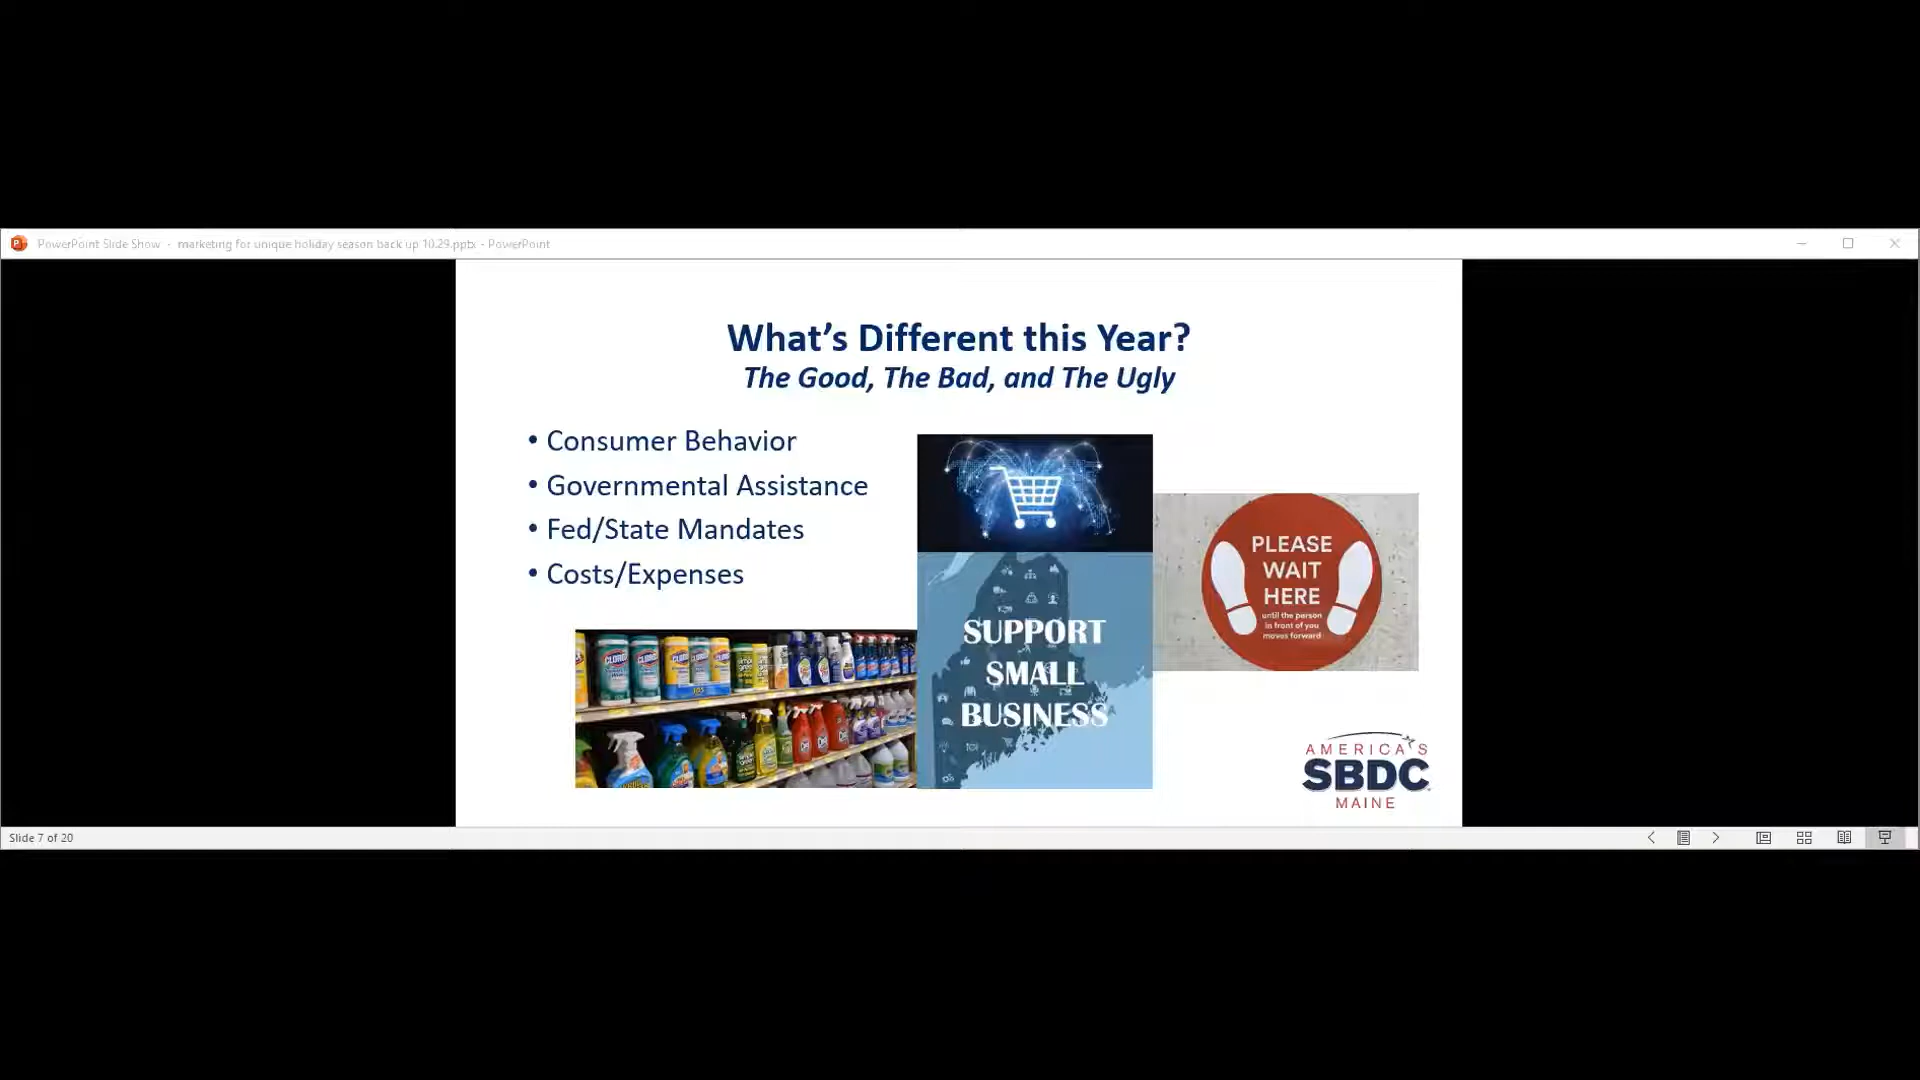 PowerPoint Slide Show - marketing for unique holiday season back up 10.29.pptx - PowerPoint
What's Different this Year?
The Good, The Bad, and The Ugly
• Consumer Behavior
• Governmental Assistance
• Fed/State Mandates
• Costs/Expenses
PLEASE
WAIT
HERE
until the person
in front of you
moves forward
SUPPORT
SMALL
BUSINESS
CLOROX
AMERICA'S
SBDC
MAINE
Slide 7 of 20